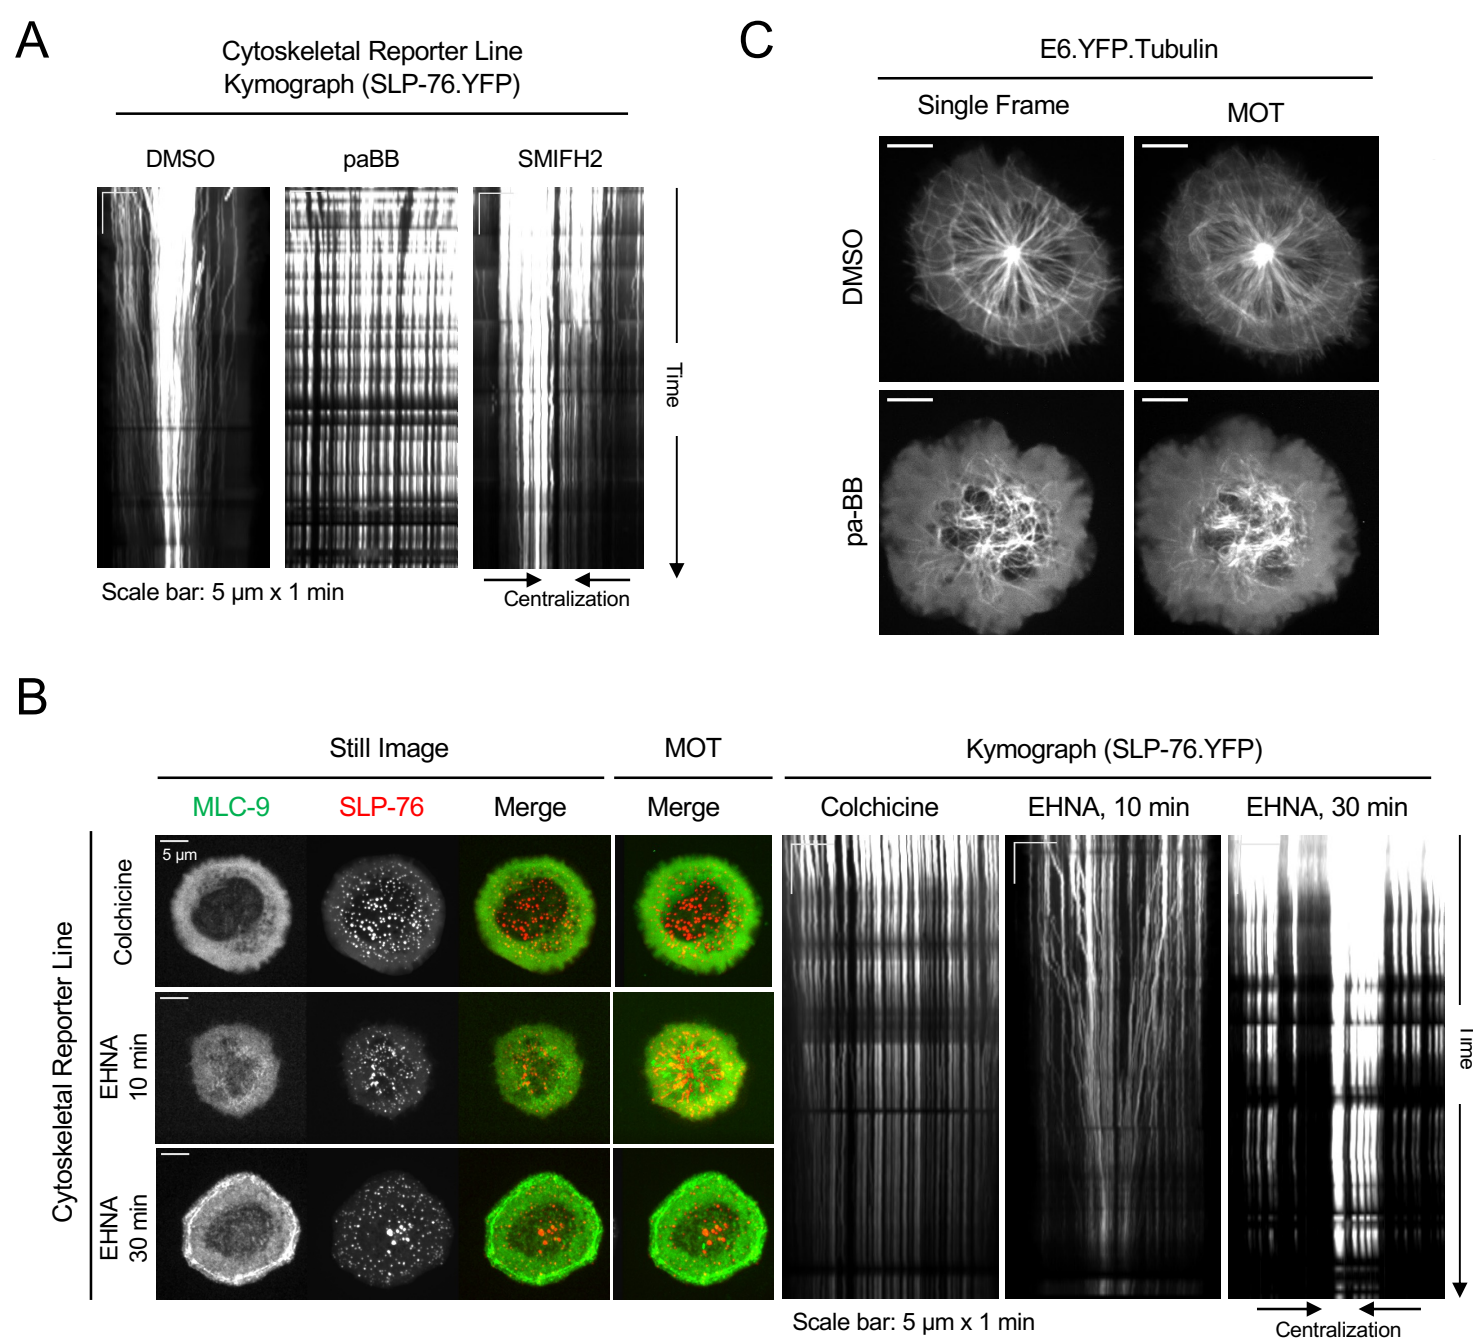 A
Cytoskeletal Reporter Line
Kymograph (SLP-76.YFP)
DMSO
paBB
SMIFH2
Time
Scale bar: 5 µm x 1 min
Centralization
C
E6.YFP.Tubulin
Single Frame
MOT
DMSO
pa-BB
B
Still Image
MOT
Kymograph (SLP-76.YFP)
MLC-9
SLP-76
Merge
Merge
Colchicine
EHNA, 10 min
EHNA, 30 min
Cytoskeletal Reporter Line
Colchicine
5 µm
EHNA
10 min
EHNA
30 min
Time
Scale bar: 5 µm x 1 min
Centralization